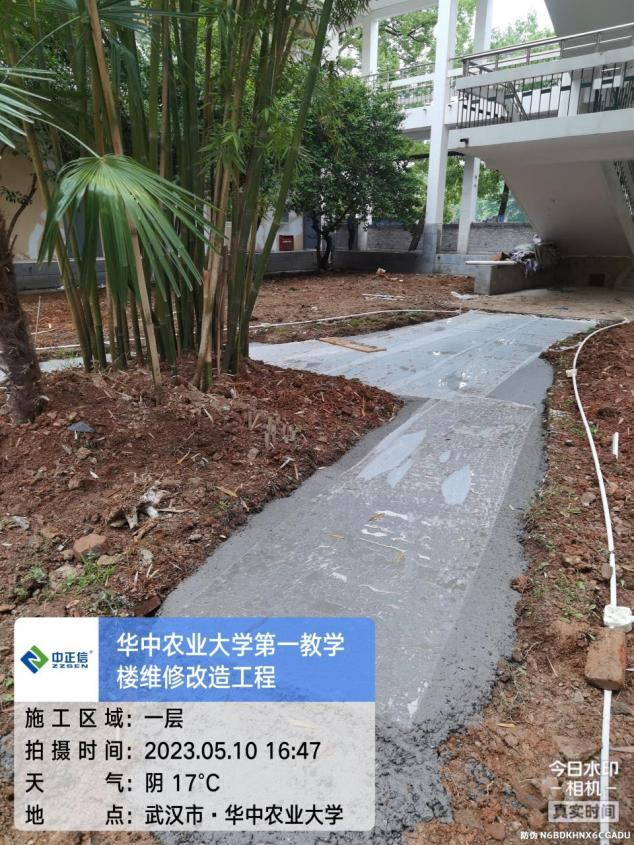 中正信
ZZSEN
华中农业大学第一教学
楼维修改造工程
施工区域：一层
拍摄时间：2023.05.10 16:47
天气：阴 17°C
地点：武汉市·华中农业大学
今日水印
相机
真实时间
防伪 N6BDKHNX6CGADU